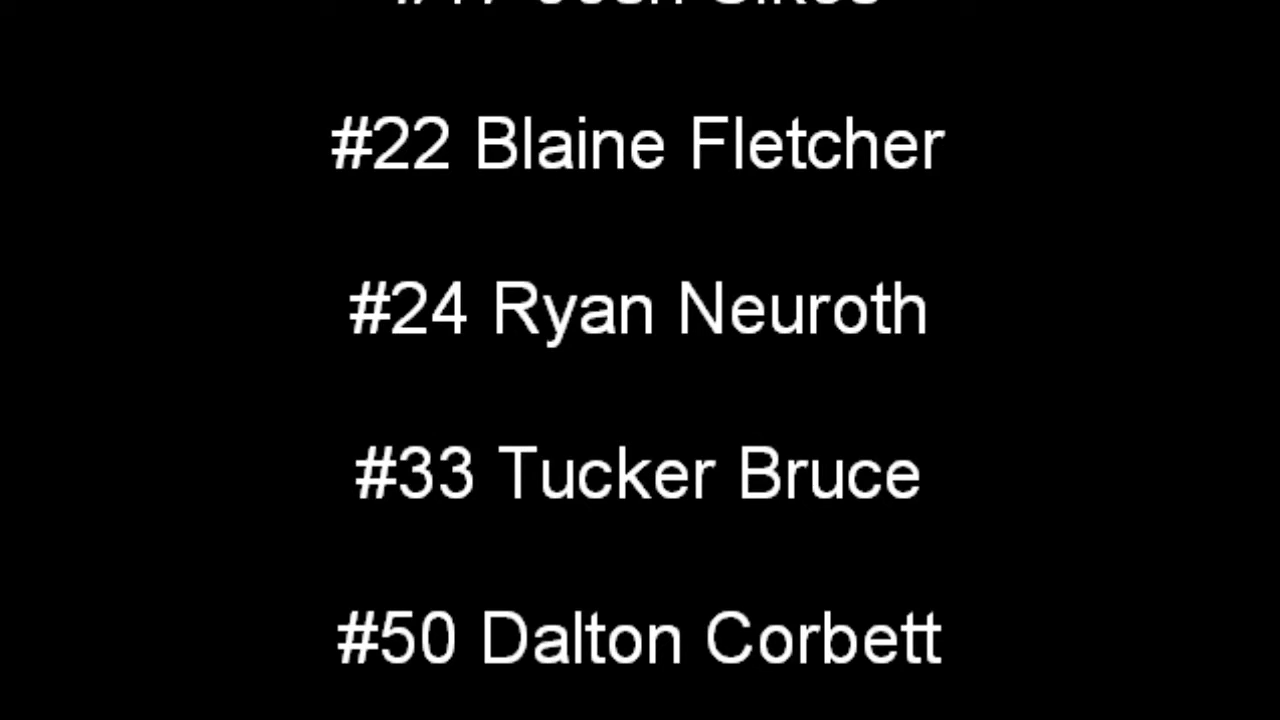 #22 Blaine Fletcher
#24 Ryan Neuroth
#33 Tucker Bruce
#50 Dalton Corbett